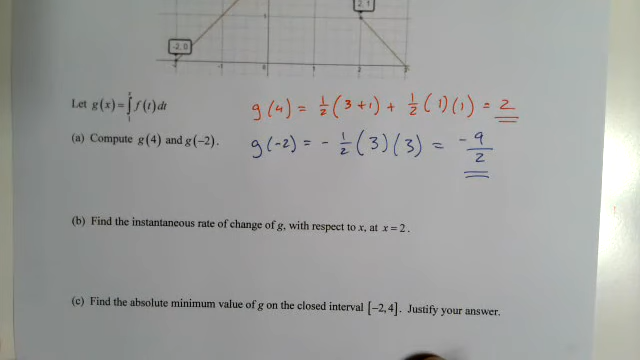 2, 1
-2, 0
Let g(x) = ∫₁ˣ f(t) dt
g(4) = 1/2 (3+1) + 1/2 (1)(1) = 2
(a) Compute g(4) and g(-2).
g(-2) = - 1/2 (3)(3) = -9/2
(b) Find the instantaneous rate of change of g, with respect to x, at x = 2.
(c) Find the absolute minimum value of g on the closed interval [-2, 4]. Justify your answer.